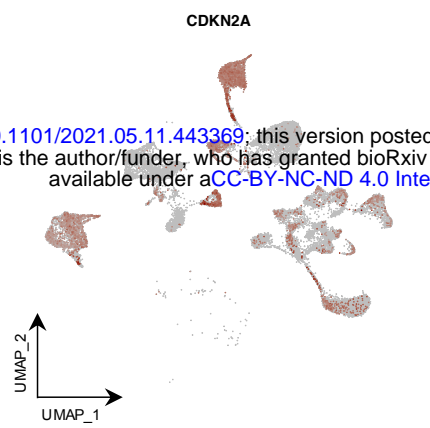 CDKN2A
.1101/2021.05.11.443369; this version posted
is the author/funder, who has granted bioRxiv
available under aCC-BY-NC-ND 4.0 Inte
UMAP_2
UMAP_1